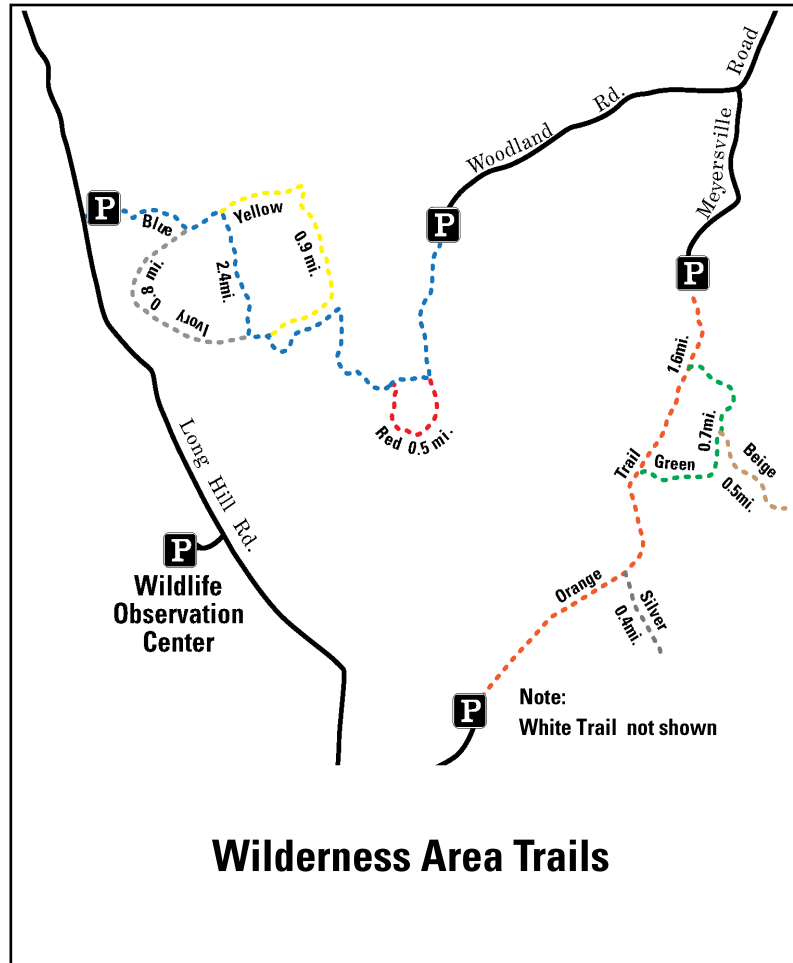 Road
Rd.
Woodland
Meyersville
P
P
P
Blue
Yellow
0.9 mi.
2.4mi.
0.8 mi.
Ivory
1.6mi.
Red 0.5 mi.
0.7mi.
Trail
Green
Beige
0.5mi.
Long Hill Rd.
P
Wildlife
Observation
Center
Orange
Silver
0.4mi.
P
Note:
White Trail not shown
Wilderness Area Trails